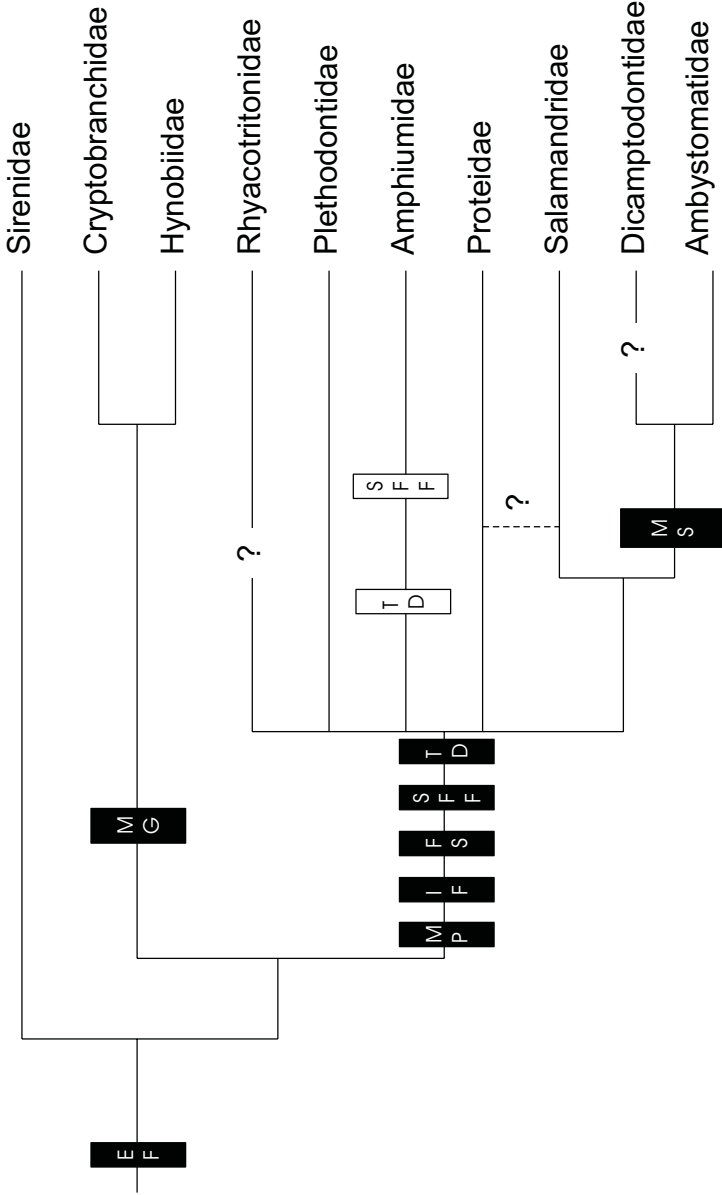 Sirenidae
Cryptobranchidae
Hynobiidae
Rhyacotritonidae
Plethodontidae
Amphiumidae
Proteidae
Salamandridae
Dicamptodontidae
Ambystomatidae
E
F
M
G
M
P
I
F
F
S
S
F
F
T
D
?
T
D
S
F
F
?
M
S
?